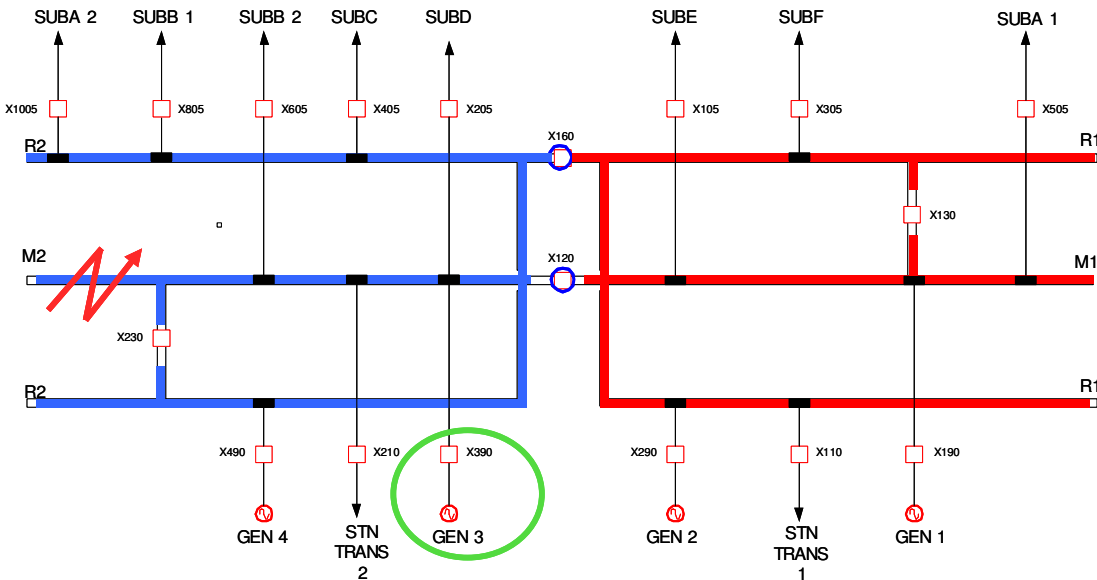 SUBA 2
SUBB 1
SUBB 2
SUBC
SUBD
SUBE
SUBF
SUBA 1
X1005
X805
X605
X405
X205
X105
X305
X505
X160
R2
R1
X130
M2
X120
M1
X230
R2
R1
X490
X210
X390
X290
X110
X190
GEN 4
STN
TRANS
2
GEN 3
GEN 2
STN
TRANS
1
GEN 1